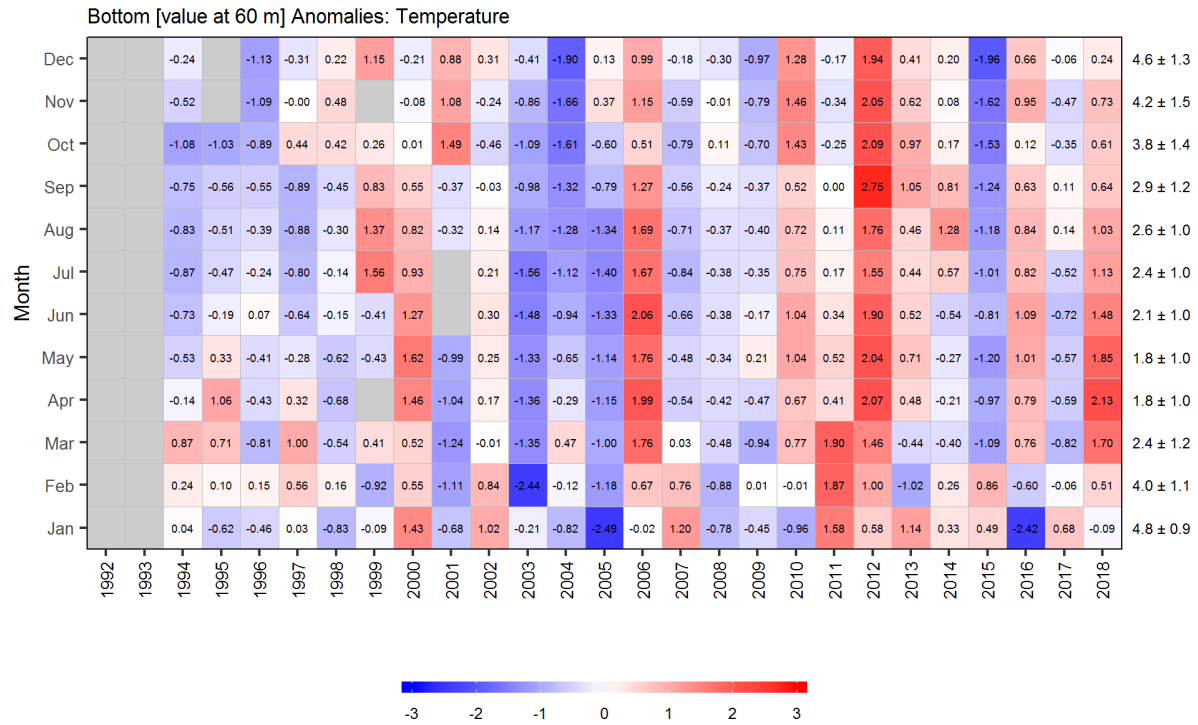 Bottom [value at 60 m] Anomalies: Temperature
Month
Dec -0.24 -1.13 -0.31 0.22 1.15 -0.21 0.88 0.31 -0.41 -1.90 0.13 0.99 -0.18 -0.30 -0.97 1.28 -0.17 1.94 0.41 0.20 -1.96 0.66 -0.06 0.24 4.6 ± 1.3
Nov -0.52 -1.09 -0.00 0.48 -0.08 1.08 -0.24 -0.86 -1.66 0.37 1.15 -0.59 -0.01 -0.79 1.46 -0.34 2.05 0.62 0.08 -1.62 0.95 -0.47 0.73 4.2 ± 1.5
Oct -1.08 -1.03 -0.89 0.44 0.42 0.26 0.01 1.49 -0.46 -1.09 -1.61 -0.60 0.51 -0.79 0.11 -0.70 1.43 -0.25 2.09 0.97 0.17 -1.53 0.12 -0.35 0.61 3.8 ± 1.4
Sep -0.75 -0.56 -0.55 -0.89 -0.45 0.83 0.55 -0.37 -0.03 -0.98 -1.32 -0.79 1.27 -0.56 -0.24 -0.37 0.52 0.00 2.75 1.05 0.81 -1.24 0.63 0.11 0.64 2.9 ± 1.2
Aug -0.83 -0.51 -0.39 -0.88 -0.30 1.37 0.82 -0.32 0.14 -1.17 -1.28 -1.34 1.69 -0.71 -0.37 -0.40 0.72 0.11 1.76 0.46 1.28 -1.18 0.84 0.14 1.03 2.6 ± 1.0
Jul -0.87 -0.47 -0.24 -0.80 -0.14 1.56 0.93 0.21 -1.56 -1.12 -1.40 1.67 -0.84 -0.38 -0.35 0.75 0.17 1.55 0.44 0.57 -1.01 0.82 -0.52 1.13 2.4 ± 1.0
Jun -0.73 -0.19 0.07 -0.64 -0.15 -0.41 1.27 0.30 -1.48 -0.94 -1.33 2.06 -0.66 -0.38 -0.17 1.04 0.34 1.90 0.52 -0.54 -0.81 1.09 -0.72 1.48 2.1 ± 1.0
May -0.53 0.33 -0.41 -0.28 -0.62 -0.43 1.62 -0.99 0.25 -1.33 -0.65 -1.14 1.76 -0.48 -0.34 0.21 1.04 0.52 2.04 0.71 -0.27 -1.20 1.01 -0.57 1.85 1.8 ± 1.0
Apr -0.14 1.06 -0.43 0.32 -0.68 1.46 -1.04 0.17 -1.36 -0.29 -1.15 1.99 -0.54 -0.42 -0.47 0.67 0.41 2.07 0.48 -0.21 -0.97 0.79 -0.59 2.13 1.8 ± 1.0
Mar 0.87 0.71 -0.81 1.00 -0.54 0.41 0.52 -1.24 -0.01 -1.35 0.47 -1.00 1.76 0.03 -0.48 -0.94 0.77 1.90 1.46 -0.44 -0.40 -1.09 0.76 -0.82 1.70 2.4 ± 1.2
Feb 0.24 0.10 0.15 0.56 0.16 -0.92 0.55 -1.11 0.84 -2.44 -0.12 -1.18 0.67 0.76 -0.88 0.01 -0.01 1.87 1.00 -1.02 0.26 0.86 -0.60 -0.06 0.51 4.0 ± 1.1
Jan 0.04 -0.62 -0.46 0.03 -0.83 -0.09 1.43 -0.68 1.02 -0.21 -0.82 -2.49 -0.02 1.20 -0.78 -0.45 -0.96 1.58 0.58 1.14 0.33 0.49 -2.42 0.68 -0.09 4.8 ± 0.9
1992 1993 1994 1995 1996 1997 1998 1999 2000 2001 2002 2003 2004 2005 2006 2007 2008 2009 2010 2011 2012 2013 2014 2015 2016 2017 2018
-3 -2 -1 0 1 2 3